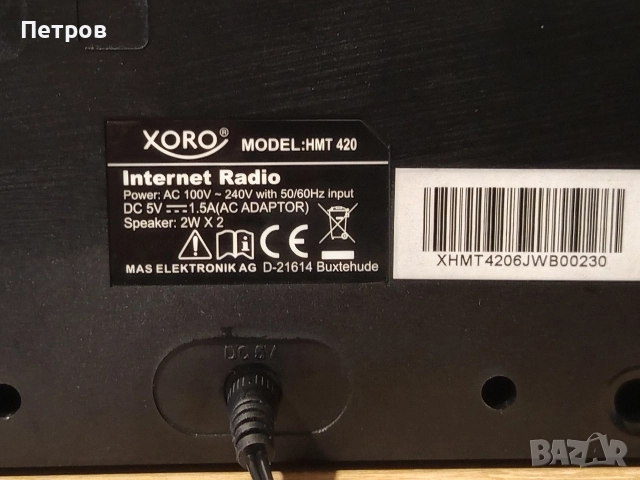 Петров
XORO® MODEL:HMT 420
Internet Radio
Power: AC 100V ~ 240V with 50/60Hz input
DC 5V ⎓ 1.5A(AC ADAPTOR)
Speaker: 2W X 2
CE
MAS ELEKTRONIK AG D-21614 Buxtehude
XHMT4206JWB00230
DC 5V
BAZAR